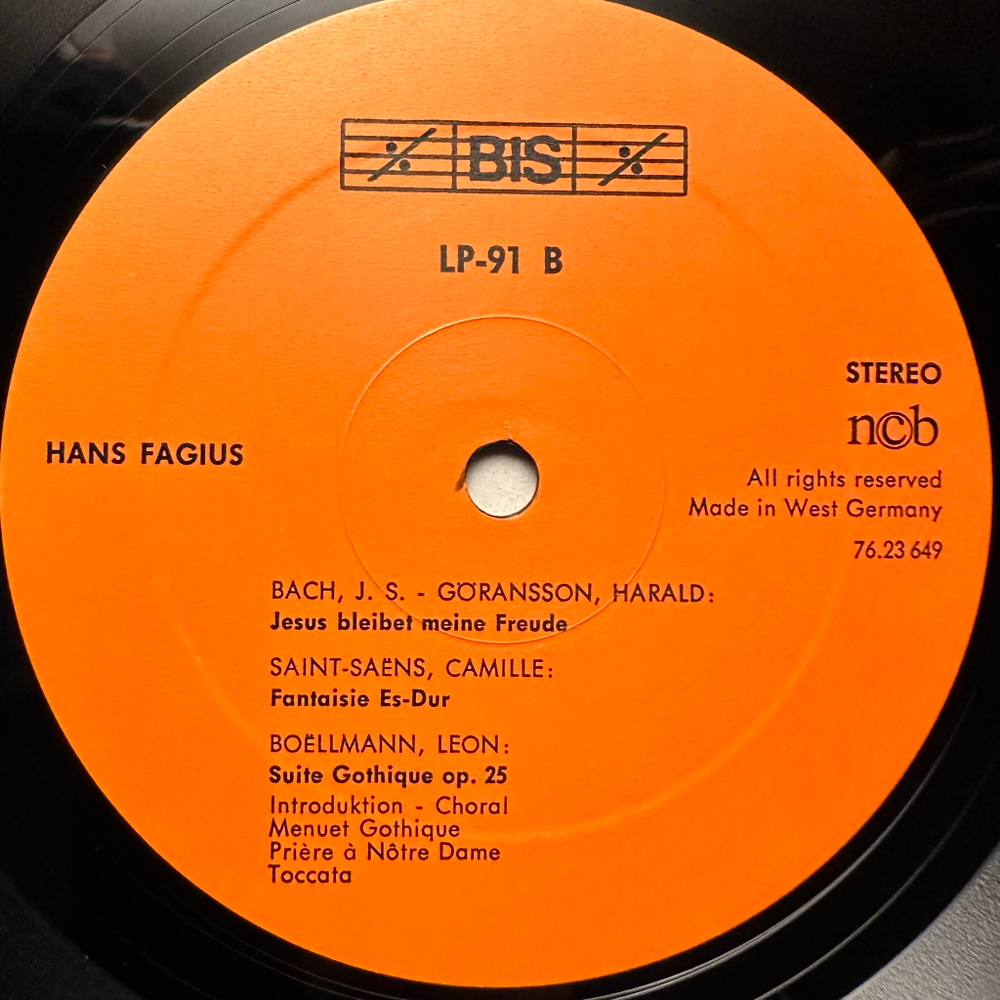 BIS
LP-91 B
STEREO
ncb
HANS FAGIUS
All rights reserved
Made in West Germany
76.23 649
BACH, J. S. - GÖRANSSON, HARALD:
Jesus bleibet meine Freude
SAINT-SAËNS, CAMILLE:
Fantaisie Es-Dur
BOËLLMANN, LEON:
Suite Gothique op. 25
Introduktion - Choral
Menuet Gothique
Prière à Nôtre Dame
Toccata